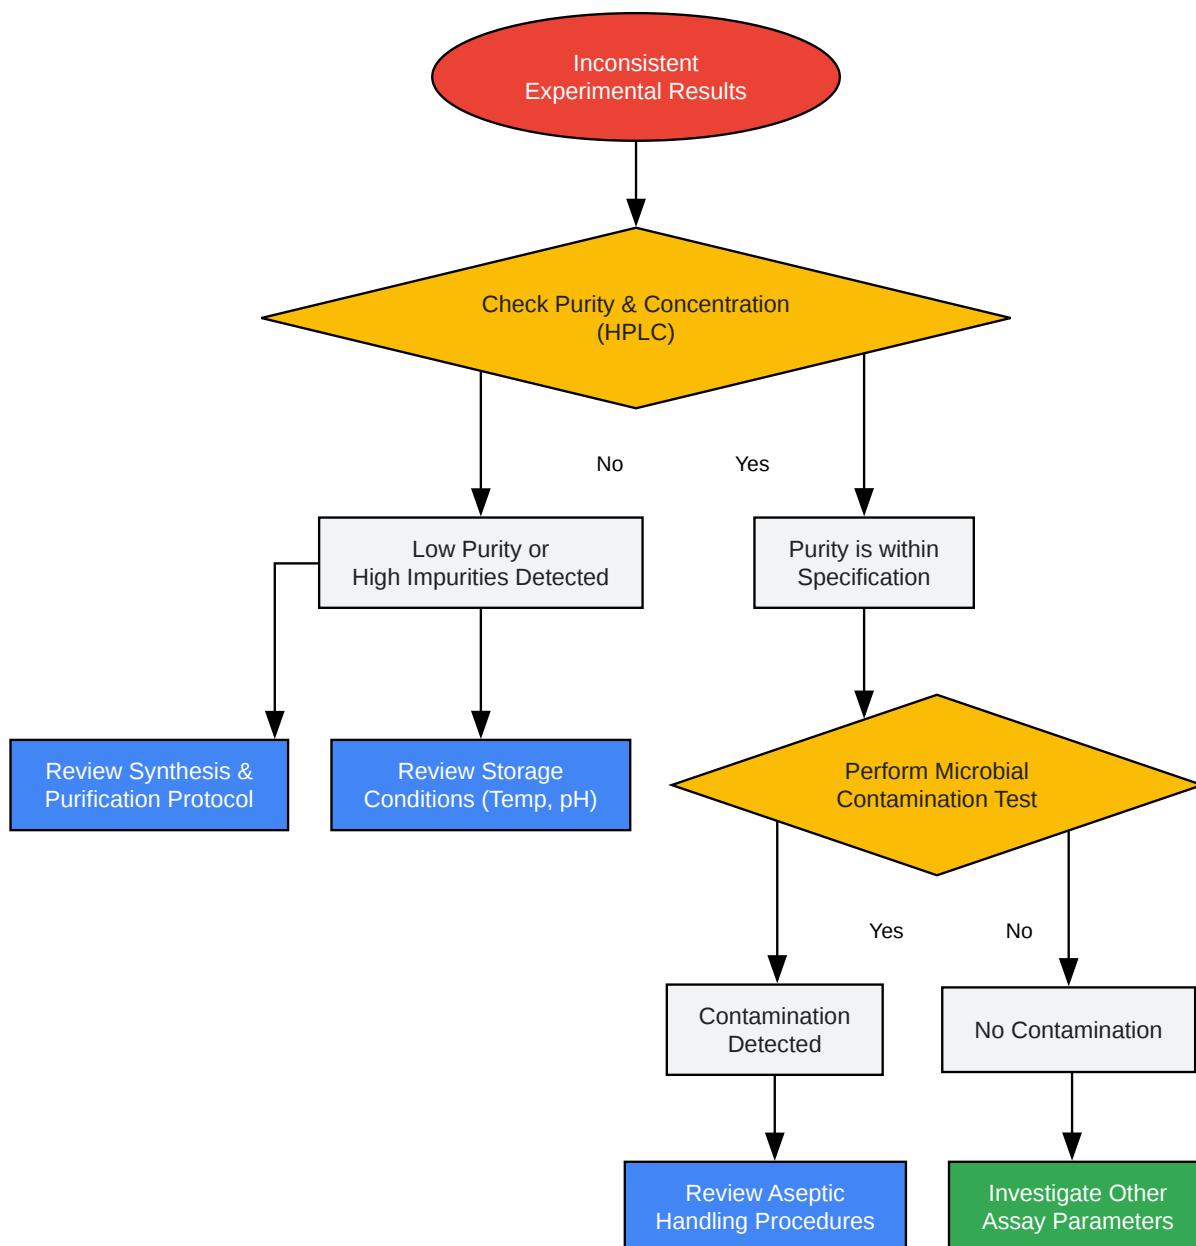 Inconsistent
Experimental Results
Check Purity & Concentration
(HPLC)
No
Yes
Low Purity or
High Impurities Detected
Purity is within
Specification
Review Synthesis &
Purification Protocol
Review Storage
Conditions (Temp, pH)
Perform Microbial
Contamination Test
Yes
No
Contamination
Detected
No Contamination
Review Aseptic
Handling Procedures
Investigate Other
Assay Parameters